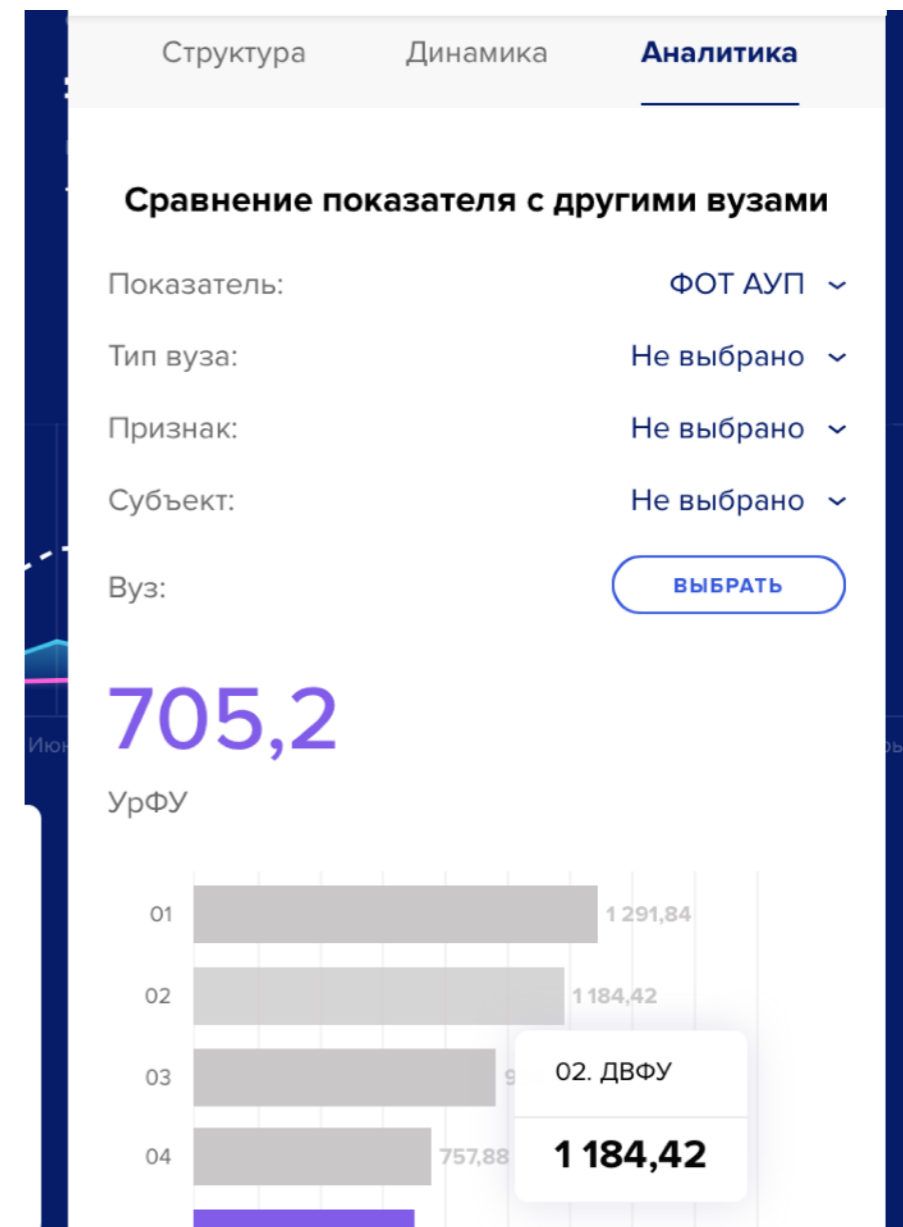 Структура Динамика Аналитика
Сравнение показателя с другими вузами
Показатель: ФОТ АУП
Тип вуза: Не выбрано
Признак: Не выбрано
Субъект: Не выбрано
Вуз: ВЫБРАТЬ
705,2
УрФУ
01 1 291,84
02 1 184,42
03
02. ДВФУ
04 757,88
1 184,42